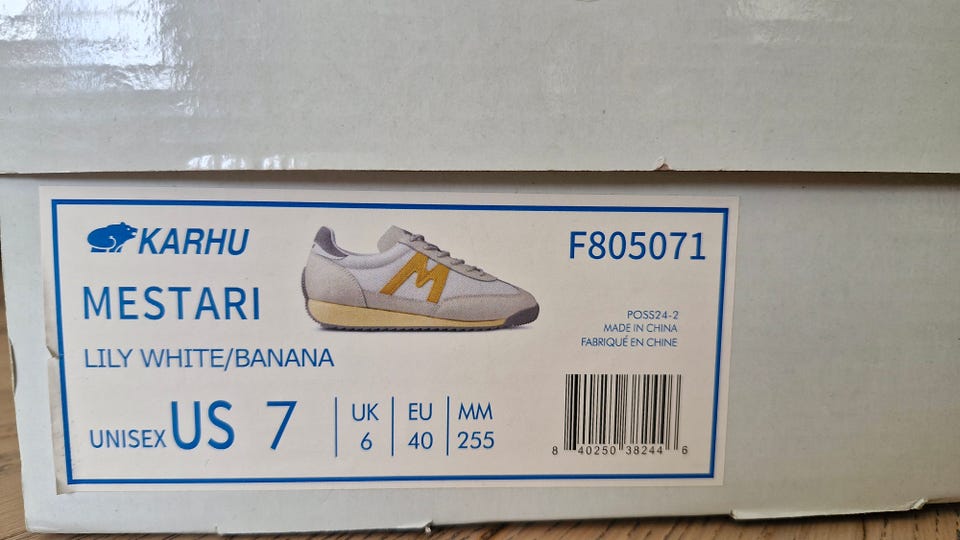 KARHU
F805071
MESTARI
POSS24-2
MADE IN CHINA
FABRIQUÉ EN CHINE
LILY WHITE/BANANA
UNISEX US 7
UK EU MM
6 40 255
8 40250 38244 6